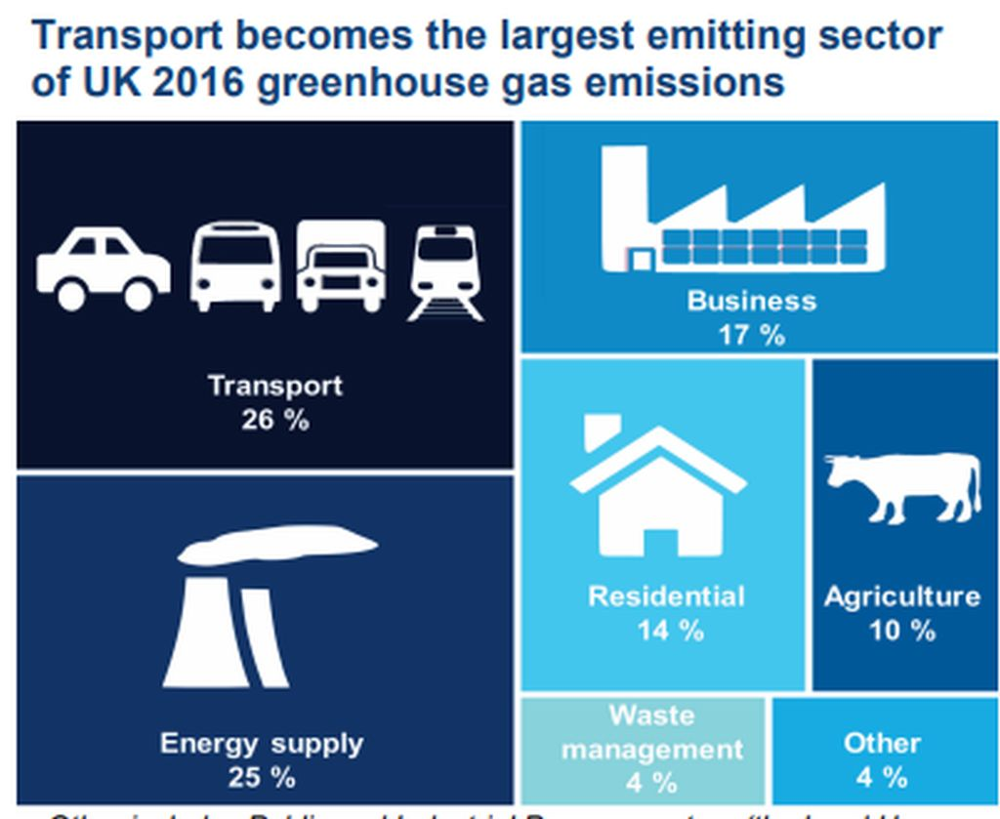 Transport becomes the largest emitting sector
of UK 2016 greenhouse gas emissions
Transport
26 %
Business
17 %
Residential
14 %
Agriculture
10 %
Energy supply
25 %
Waste
management
4 %
Other
4 %